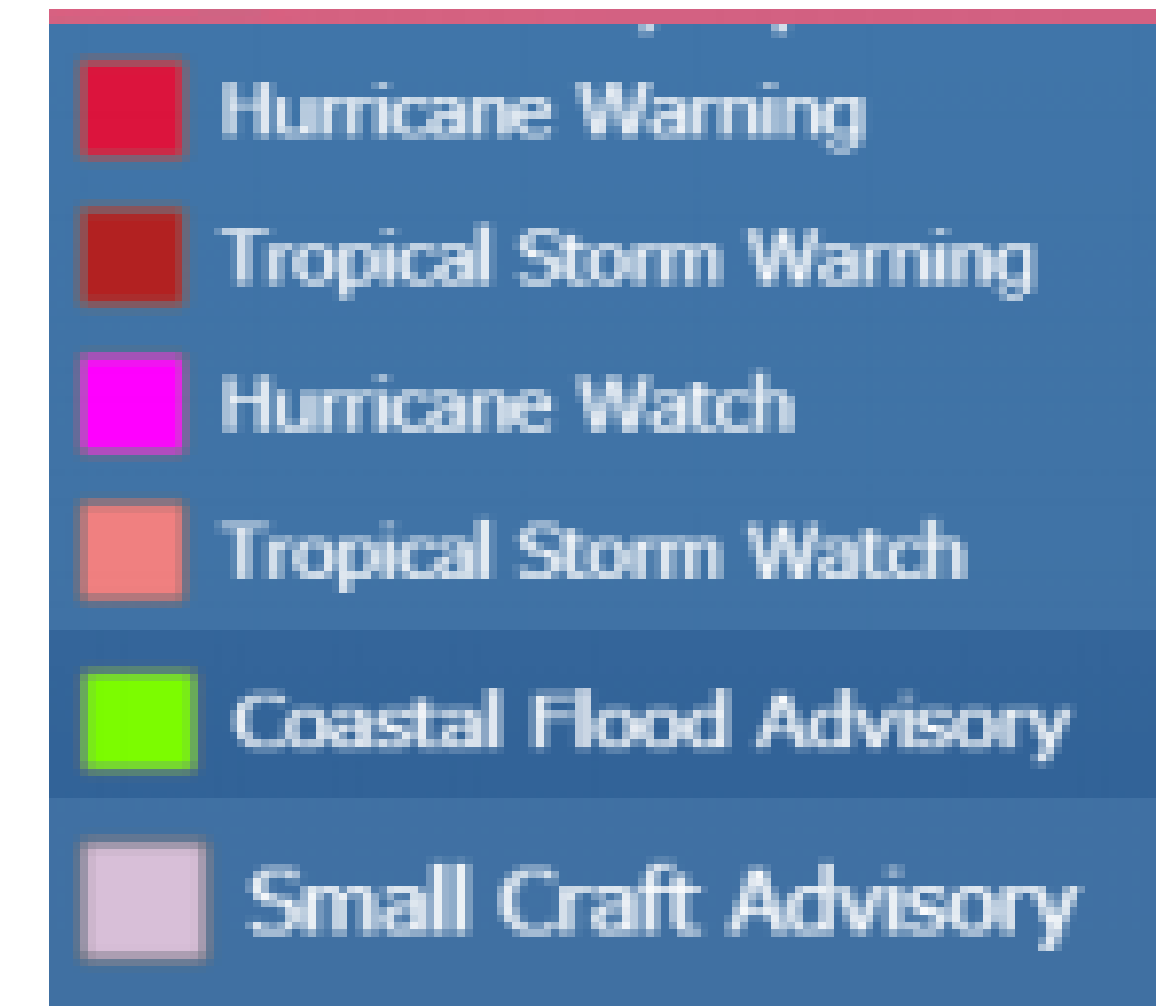 Hurricane Warning
Tropical Storm Warning
Hurricane Watch
Tropical Storm Watch
Coastal Flood Advisory
Small Craft Advisory